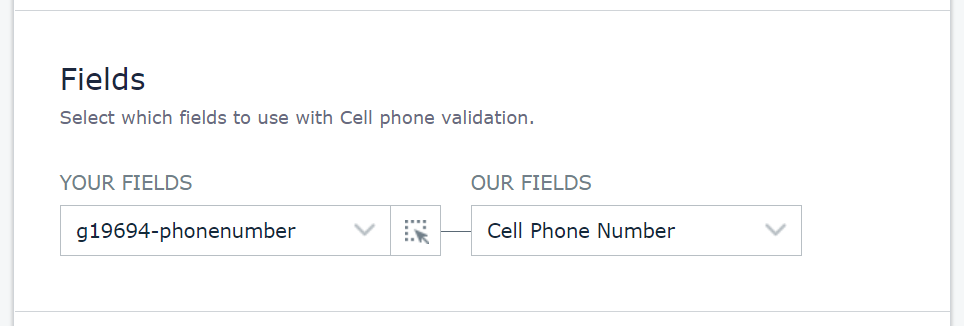 Fields
Select which fields to use with Cell phone validation.
YOUR FIELDS
OUR FIELDS
g19694-phonenumber
Cell Phone Number